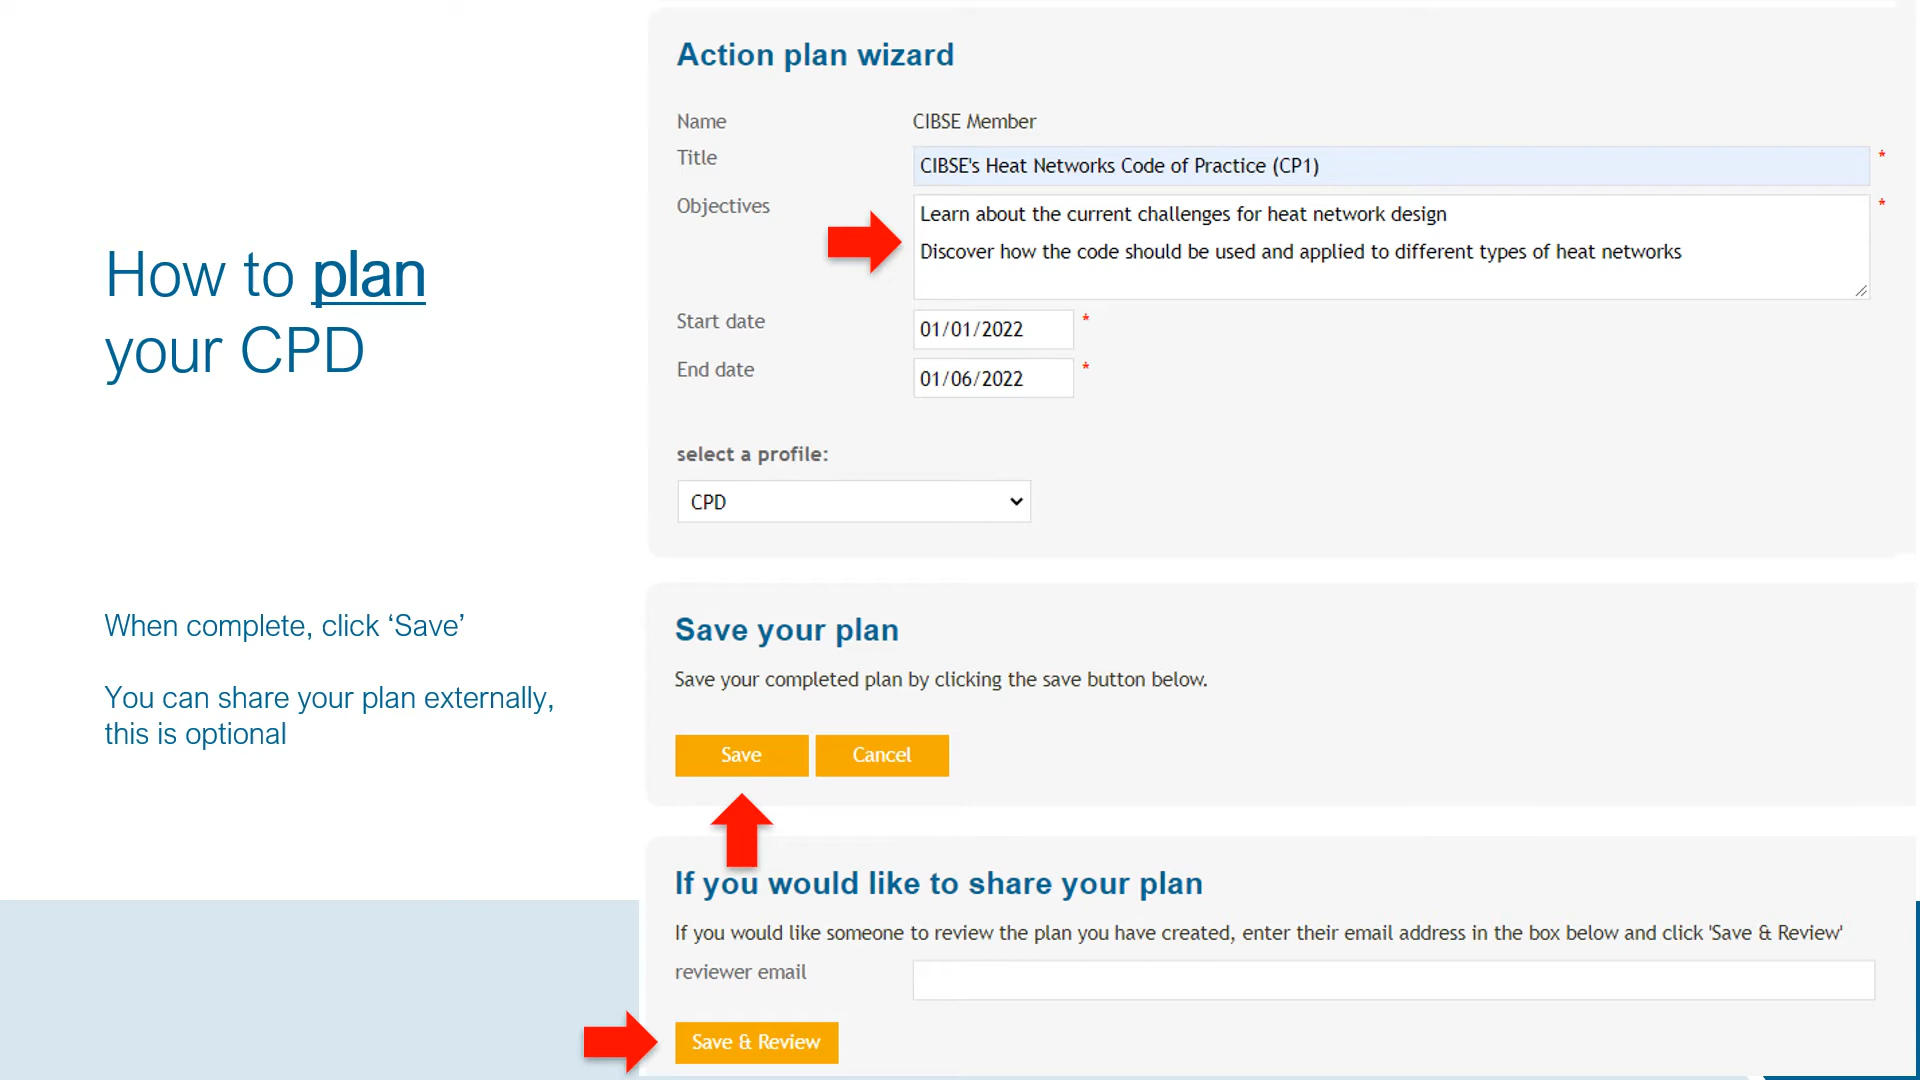 How to plan
your CPD
When complete, click ‘Save’
You can share your plan externally,
this is optional
Action plan wizard
Name CIBSE Member
Title CIBSE's Heat Networks Code of Practice (CP1) *
Objectives Learn about the current challenges for heat network design *
Discover how the code should be used and applied to different types of heat networks
Start date 01/01/2022 *
End date 01/06/2022 *
select a profile:
CPD
Save your plan
Save your completed plan by clicking the save button below.
Save Cancel
If you would like to share your plan
If you would like someone to review the plan you have created, enter their email address in the box below and click 'Save & Review'
reviewer email
Save & Review